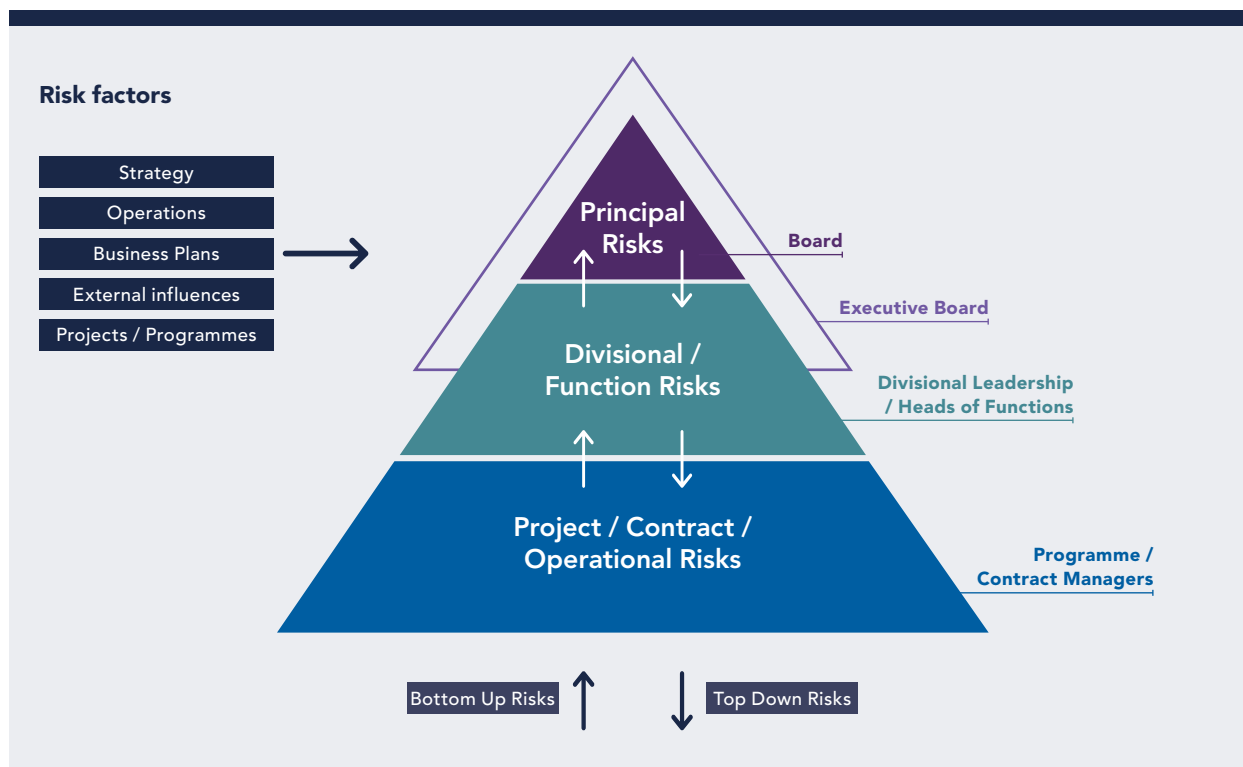 Risk factors
Strategy
Operations
Business Plans
External influences
Projects / Programmes
Principal
Risks
Board
Executive Board
Divisional /
Function Risks
Divisional Leadership
/ Heads of Functions
Project / Contract /
Operational Risks
Programme /
Contract Managers
Bottom Up Risks
Top Down Risks